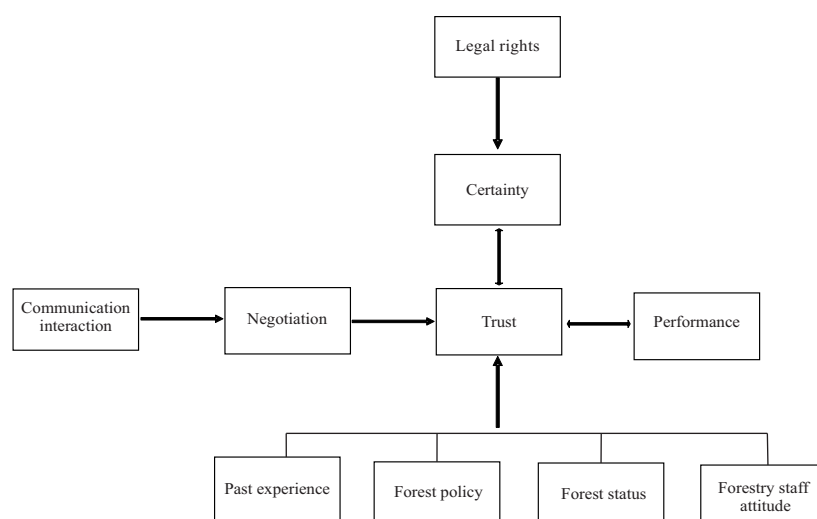 Legal rights
Certainty
Communication
interaction
Negotiation
Trust
Performance
Past experience
Forest policy
Forest status
Forestry staff
attitude